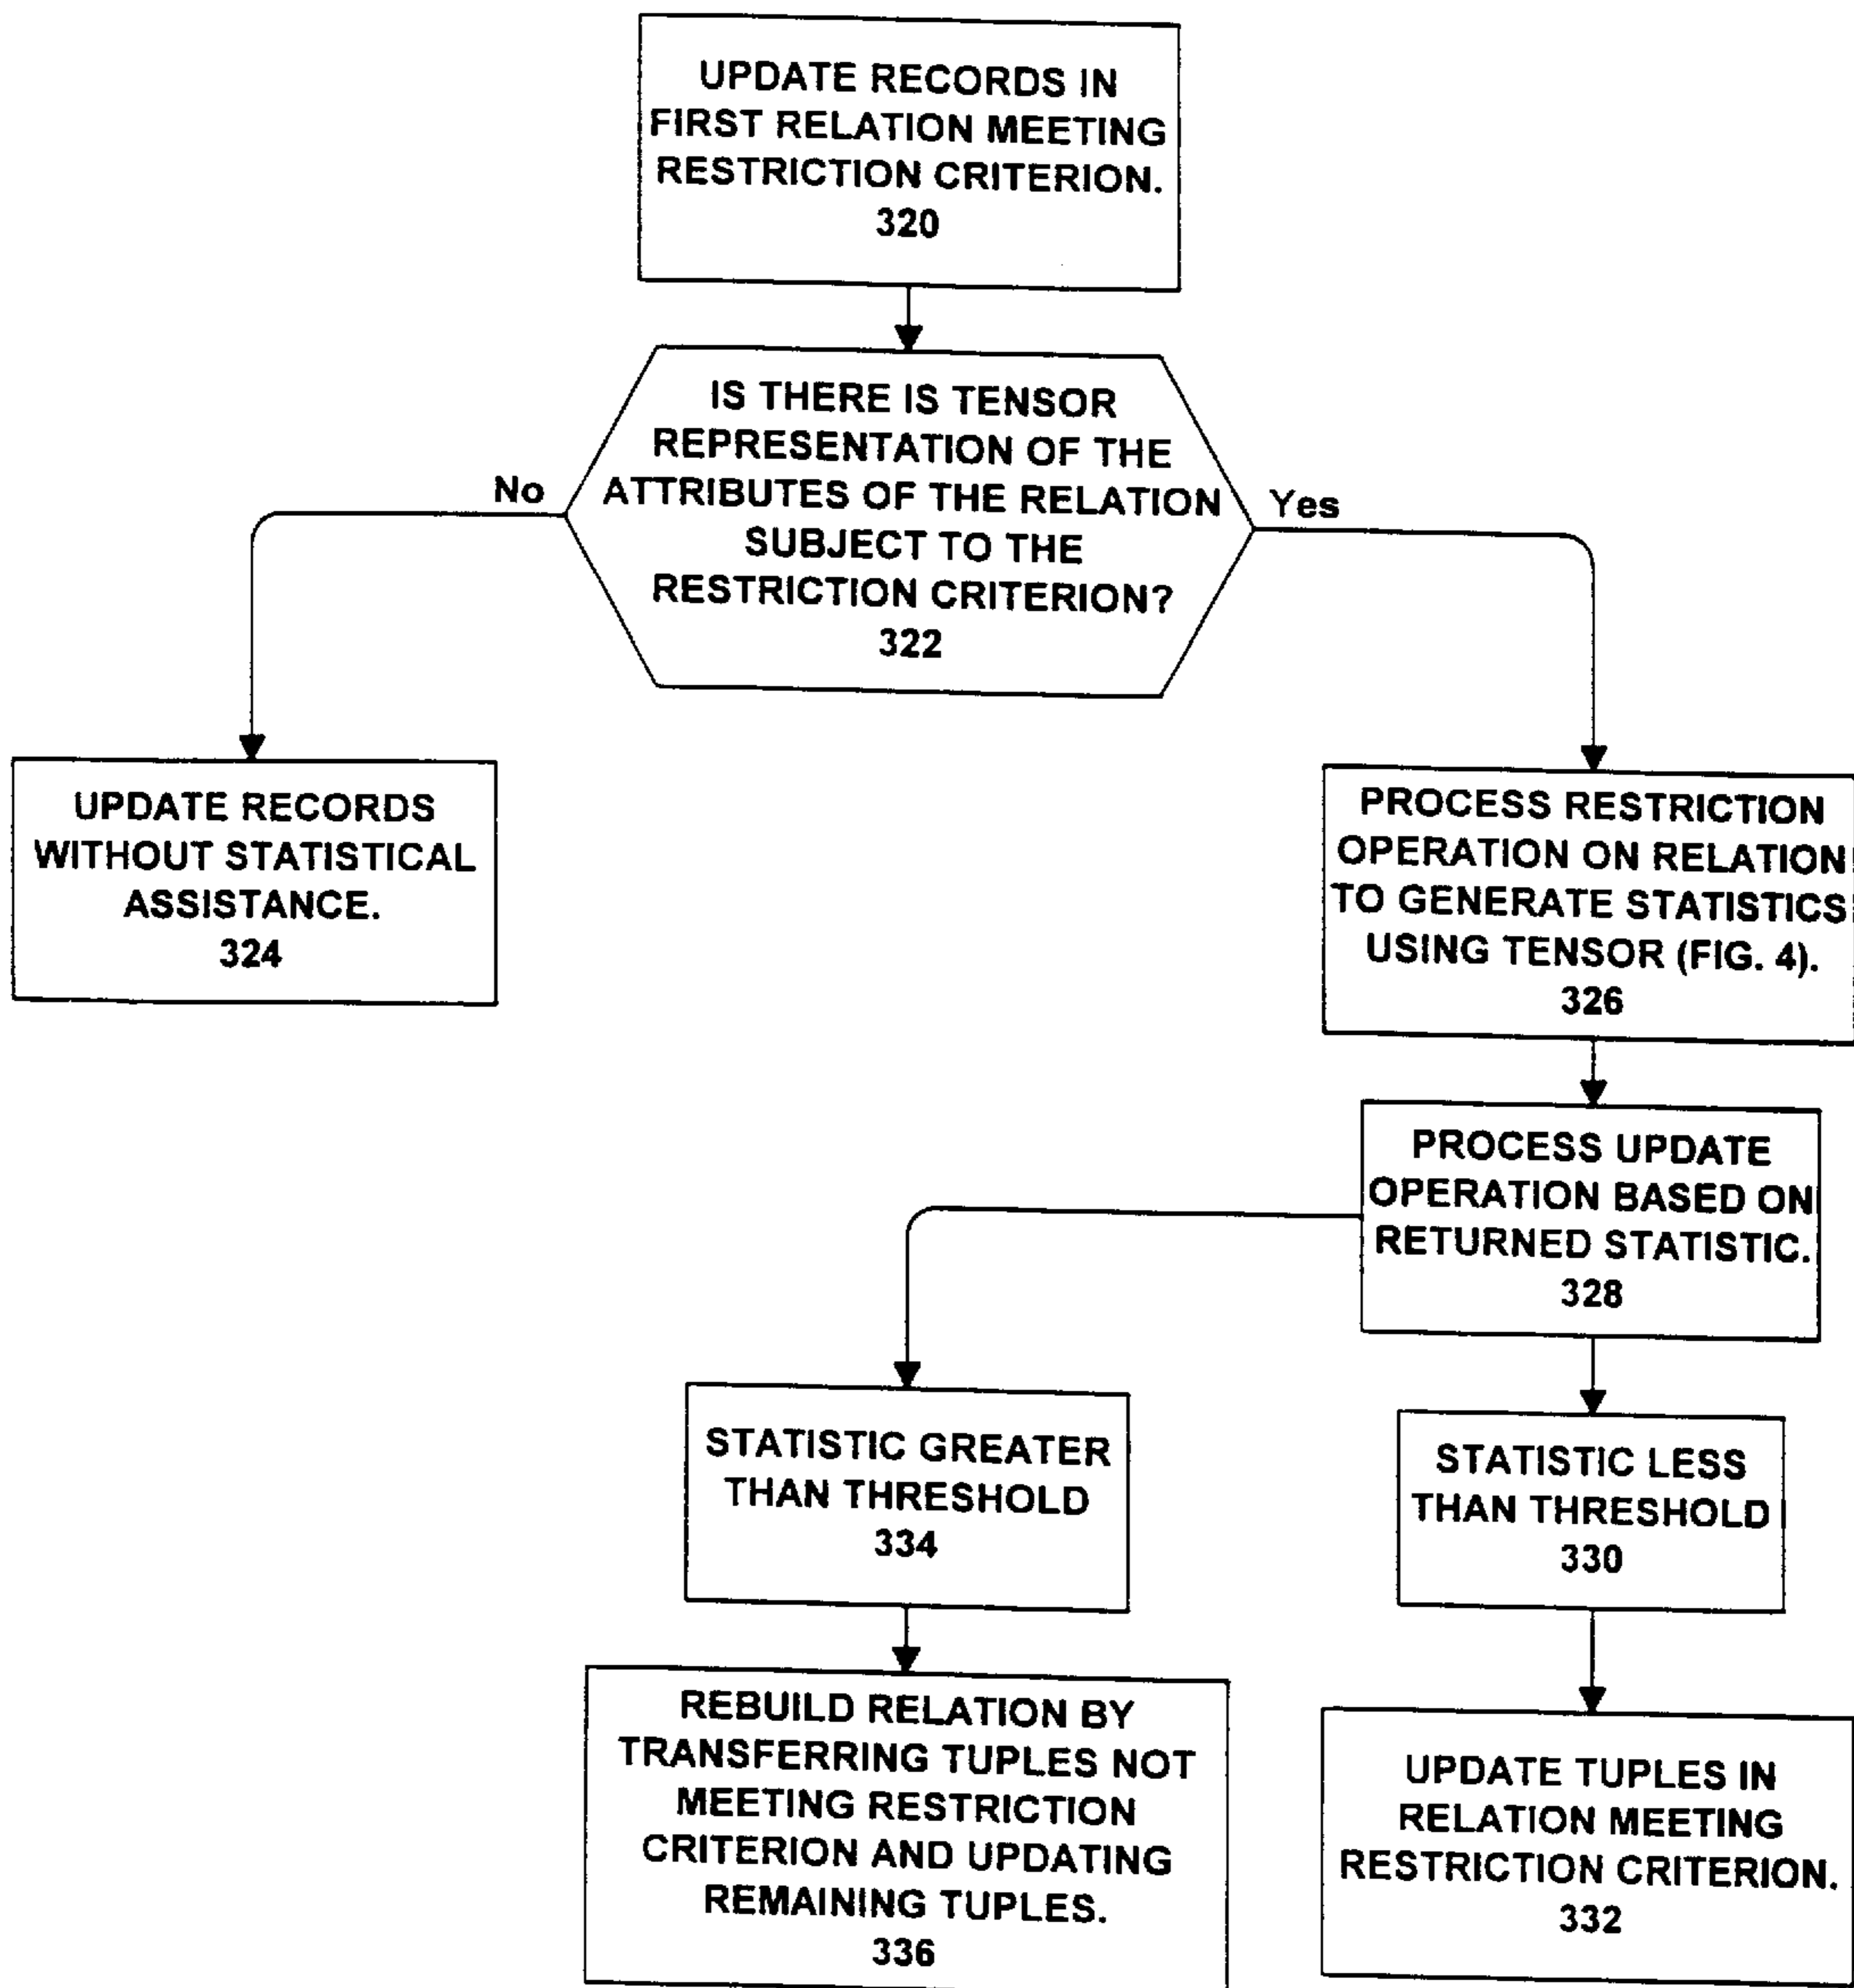 UPDATE RECORDS IN
FIRST RELATION MEETING
RESTRICTION CRITERION.
320
IS THERE IS TENSOR
REPRESENTATION OF THE
ATTRIBUTES OF THE RELATION
SUBJECT TO THE
RESTRICTION CRITERION?
322
No
Yes
UPDATE RECORDS
WITHOUT STATISTICAL
ASSISTANCE.
324
PROCESS RESTRICTION
OPERATION ON RELATION
TO GENERATE STATISTICS
USING TENSOR (FIG. 4).
326
PROCESS UPDATE
OPERATION BASED ON
RETURNED STATISTIC.
328
STATISTIC GREATER
THAN THRESHOLD
334
STATISTIC LESS
THAN THRESHOLD
330
REBUILD RELATION BY
TRANSFERRING TUPLES NOT
MEETING RESTRICTION
CRITERION AND UPDATING
REMAINING TUPLES.
336
UPDATE TUPLES IN
RELATION MEETING
RESTRICTION CRITERION.
332